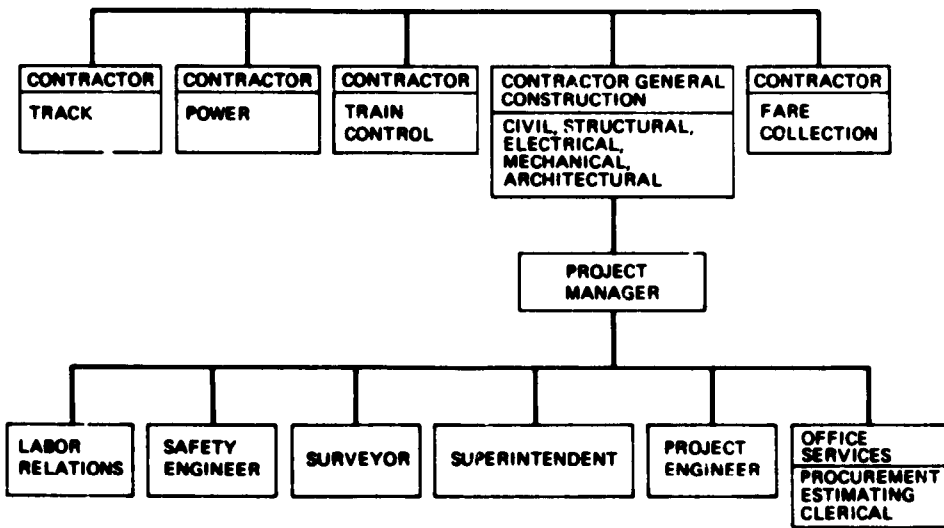 CONTRACTOR
TRACK
CONTRACTOR
POWER
CONTRACTOR
TRAIN
CONTROL
CONTRACTOR GENERAL
CONSTRUCTION
CIVIL, STRUCTURAL,
ELECTRICAL,
MECHANICAL,
ARCHITECTURAL
CONTRACTOR
FARE
COLLECTION
PROJECT
MANAGER
LABOR
RELATIONS
SAFETY
ENGINEER
SURVEYOR
SUPERINTENDENT
PROJECT
ENGINEER
OFFICE
SERVICES
PROCUREMENT
ESTIMATING
CLERICAL